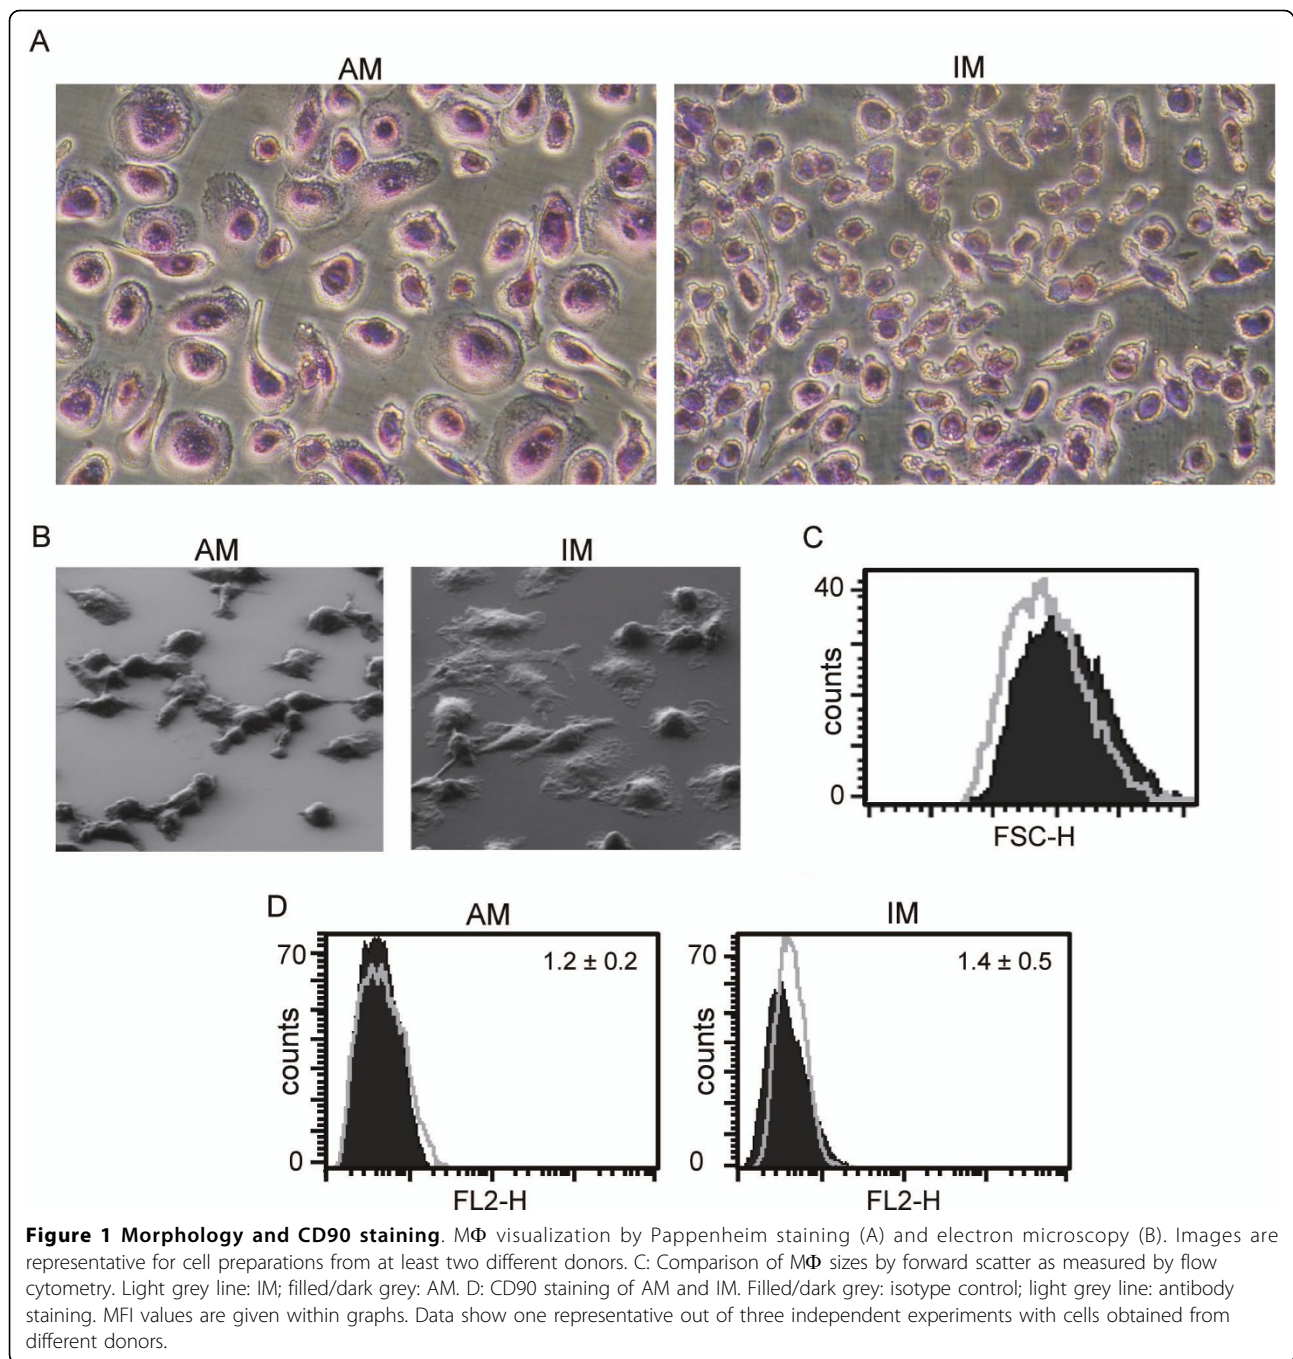 A
AM
IM
B
AM
IM
C
40
counts
0
FSC-H
D
AM
70
1.2 ± 0.2
counts
0
FL2-H
IM
70
1.4 ± 0.5
counts
0
FL2-H
Figure 1 Morphology and CD90 staining. MΦ visualization by Pappenheim staining (A) and electron microscopy (B). Images are
representative for cell preparations from at least two different donors. C: Comparison of MΦ sizes by forward scatter as measured by flow
cytometry. Light grey line: IM; filled/dark grey: AM. D: CD90 staining of AM and IM. Filled/dark grey: isotype control; light grey line: antibody
staining. MFI values are given within graphs. Data show one representative out of three independent experiments with cells obtained from
different donors.